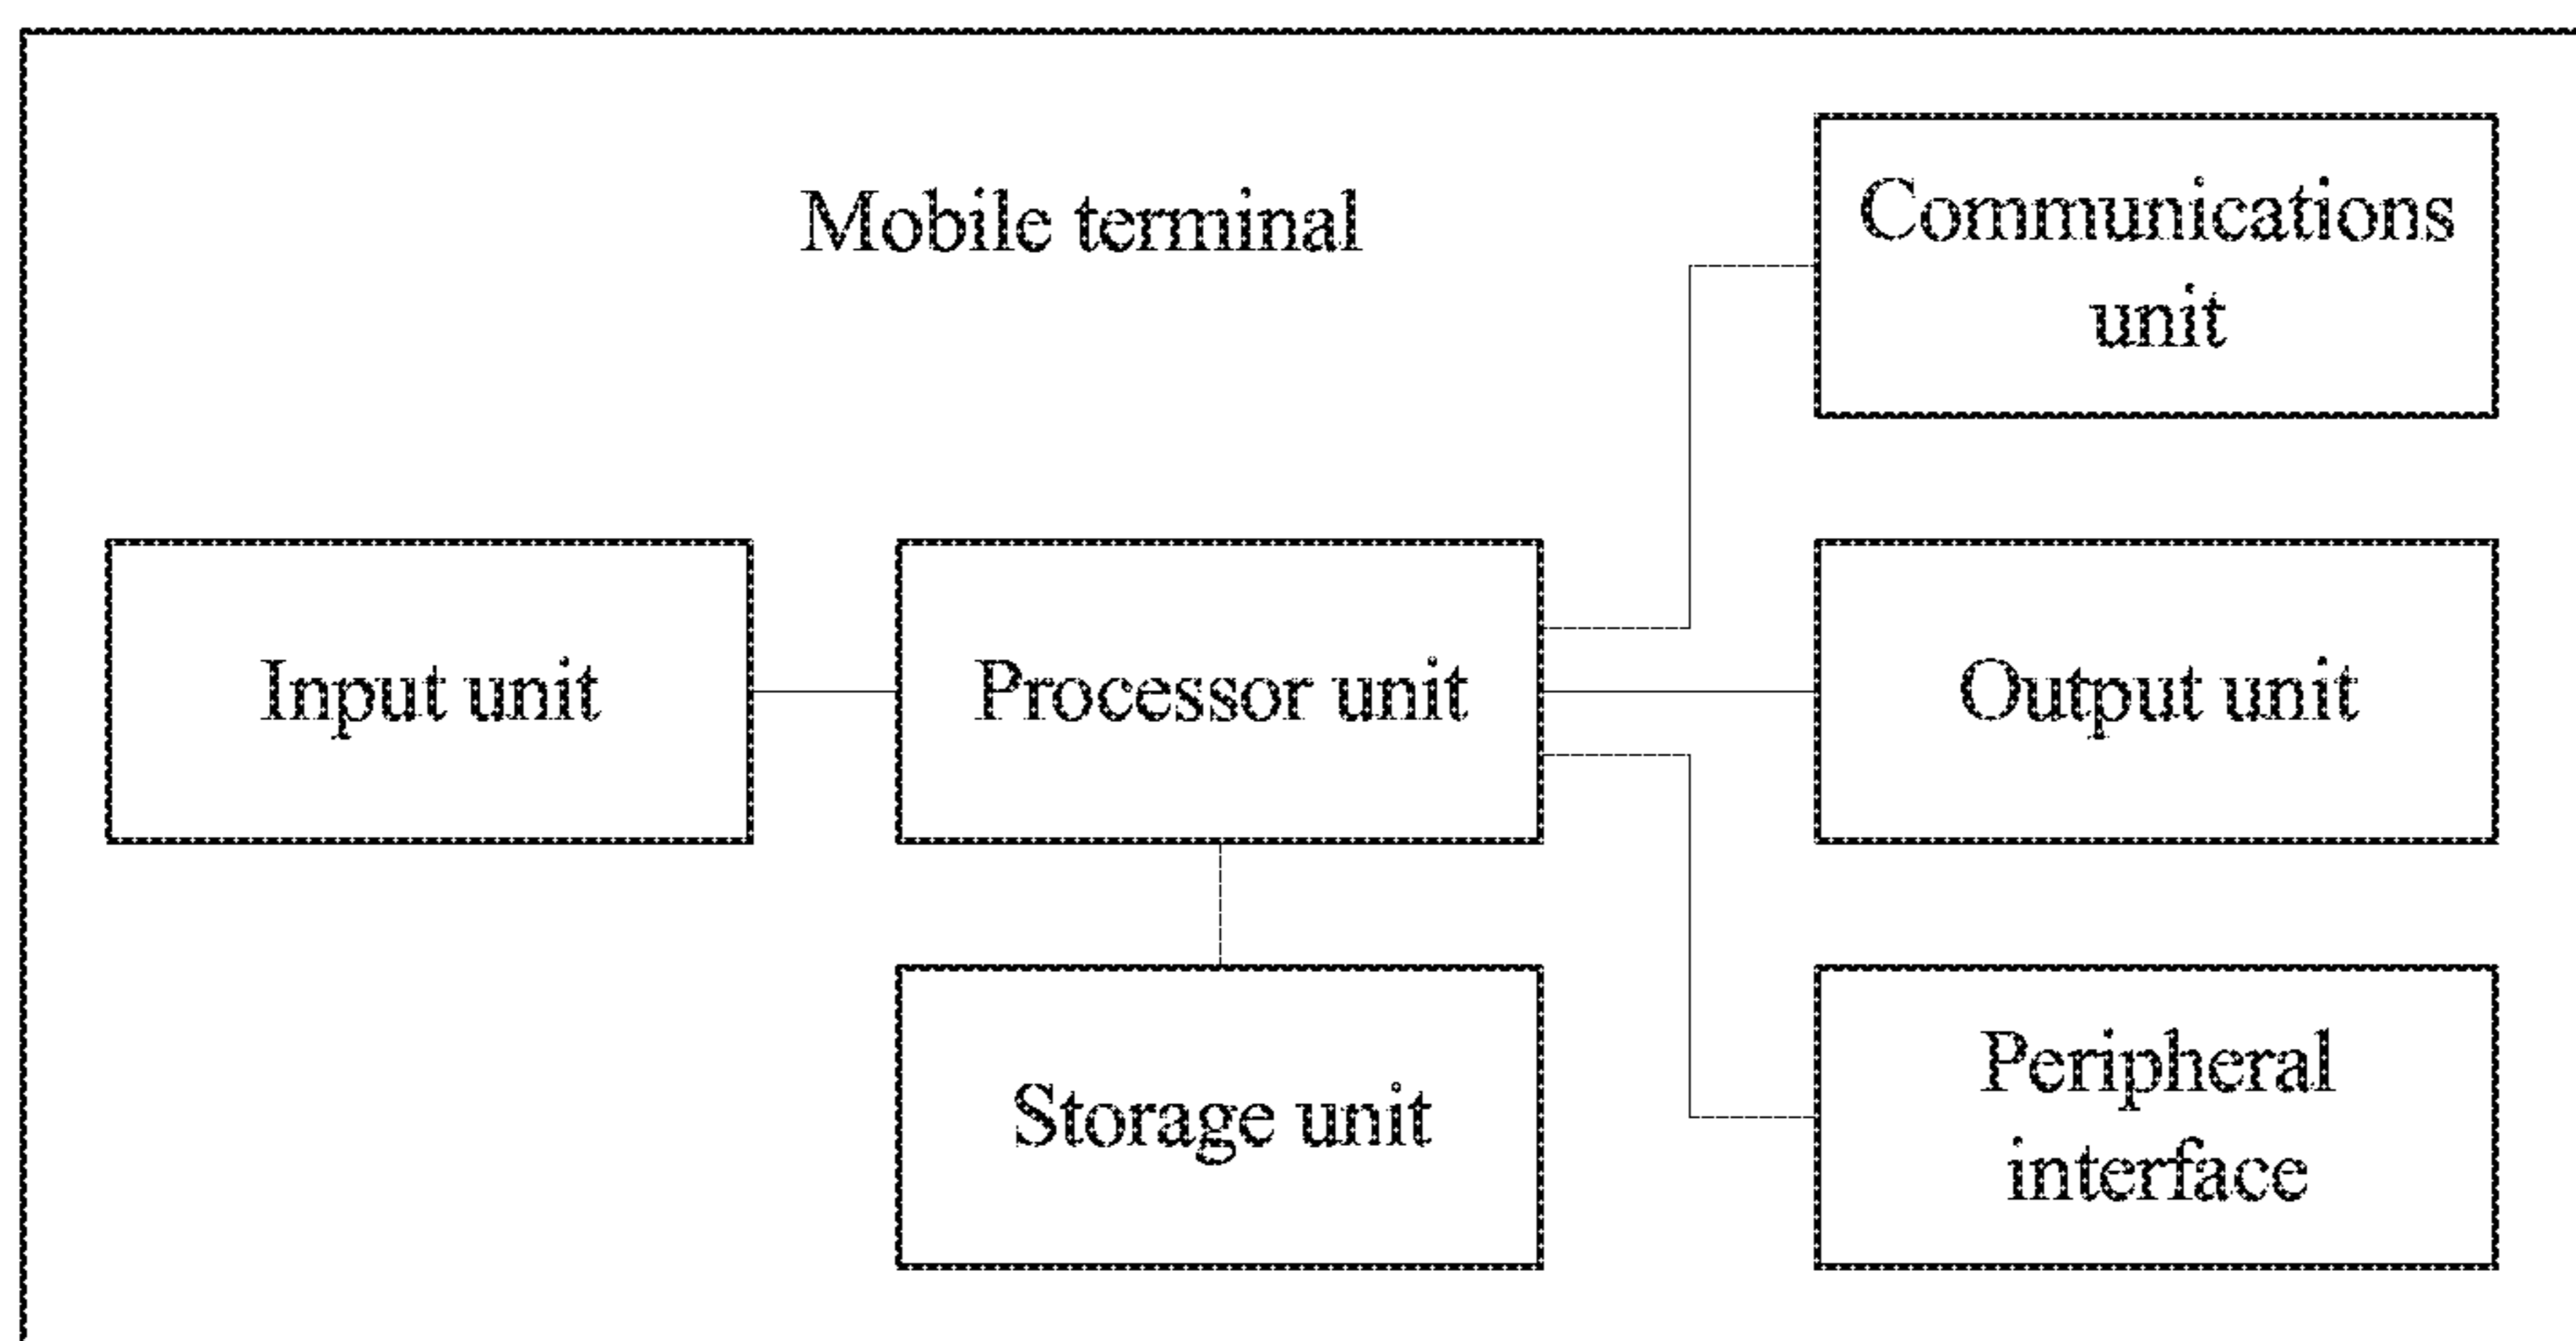 Mobile terminal
Communications
unit
Input unit
Processor unit
Output unit
Storage unit
Peripheral
interface